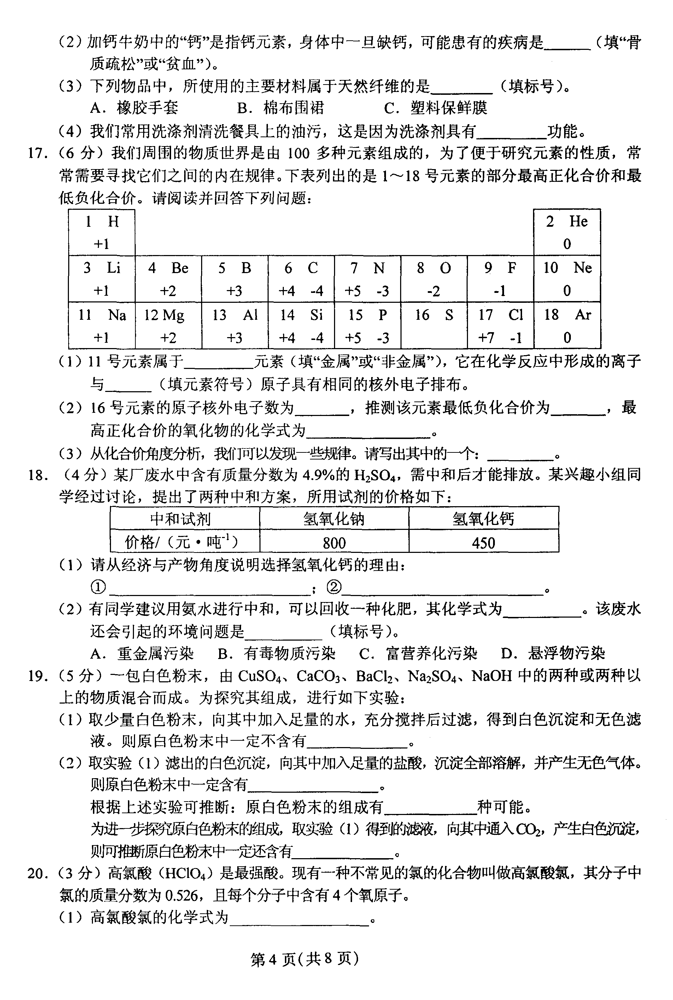 （2）加钙牛奶中的“钙”是指钙元素，身体中一旦缺钙，可能患有的疾病是______（填“骨
质疏松”或“贫血”）。
（3）下列物品中，所使用的主要材料属于天然纤维的是________（填标号）。
A．橡胶手套 B．棉布围裙 C．塑料保鲜膜
（4）我们常用洗涤剂清洗餐具上的油污，这是因为洗涤剂具有_________功能。
17．（6 分）我们周围的物质世界是由 100 多种元素组成的，为了便于研究元素的性质，常
常需要寻找它们之间的内在规律。下表列出的是 1～18 号元素的部分最高正化合价和最
低负化合价。请阅读并回答下列问题：
1 H 2 He
+1 0
3 Li 4 Be 5 B 6 C 7 N 8 O 9 F 10 Ne
+1 +2 +3 +4 -4 +5 -3 -2 -1 0
11 Na 12 Mg 13 Al 14 Si 15 P 16 S 17 Cl 18 Ar
+1 +2 +3 +4 -4 +5 -3 +7 -1 0
（1）11 号元素属于_________元素（填“金属”或“非金属”），它在化学反应中形成的离子
与______（填元素符号）原子具有相同的核外电子排布。
（2）16 号元素的原子核外电子数为_______，推测该元素最低负化合价为_______，最
高正化合价的氧化物的化学式为________________。
（3）从化合价角度分析，我们可以发现一些规律。请写出其中的一个：_________。
18．（4 分）某厂废水中含有质量分数为 4.9%的 H₂SO₄，需中和后才能排放。某兴趣小组同
学经过讨论，提出了两种中和方案，所用试剂的价格如下：
中和试剂 氢氧化钠 氢氧化钙
价格/（元·吨⁻¹） 800 450
（1）请从经济与产物角度说明选择氢氧化钙的理由：
①__________________________；②__________________________。
（2）有同学建议用氨水进行中和，可以回收一种化肥，其化学式为__________。该废水
还会引起的环境问题是__________（填标号）。
A．重金属污染 B．有毒物质污染 C．富营养化污染 D．悬浮物污染
19．（5 分）一包白色粉末，由 CuSO₄、CaCO₃、BaCl₂、Na₂SO₄、NaOH 中的两种或两种以
上的物质混合而成。为探究其组成，进行如下实验：
（1）取少量白色粉末，向其中加入足量的水，充分搅拌后过滤，得到白色沉淀和无色滤
液。则原白色粉末中一定不含有_____________。
（2）取实验（1）滤出的白色沉淀，向其中加入足量的盐酸，沉淀全部溶解，并产生无色气体。
则原白色粉末中一定含有_________________。
根据上述实验可推断：原白色粉末的组成有____________种可能。
为进一步探究原白色粉末的组成，取实验（1）得到的滤液，向其中通入CO₂，产生白色沉淀，
则可推断原白色粉末中一定还含有_____________。
20．（3 分）高氯酸（HClO₄）是最强酸。现有一种不常见的氯的化合物叫做高氯酸氯，其分子中
氯的质量分数为 0.526，且每个分子中含有 4 个氧原子。
（1）高氯酸氯的化学式为__________________。
第 4 页（共 8 页）